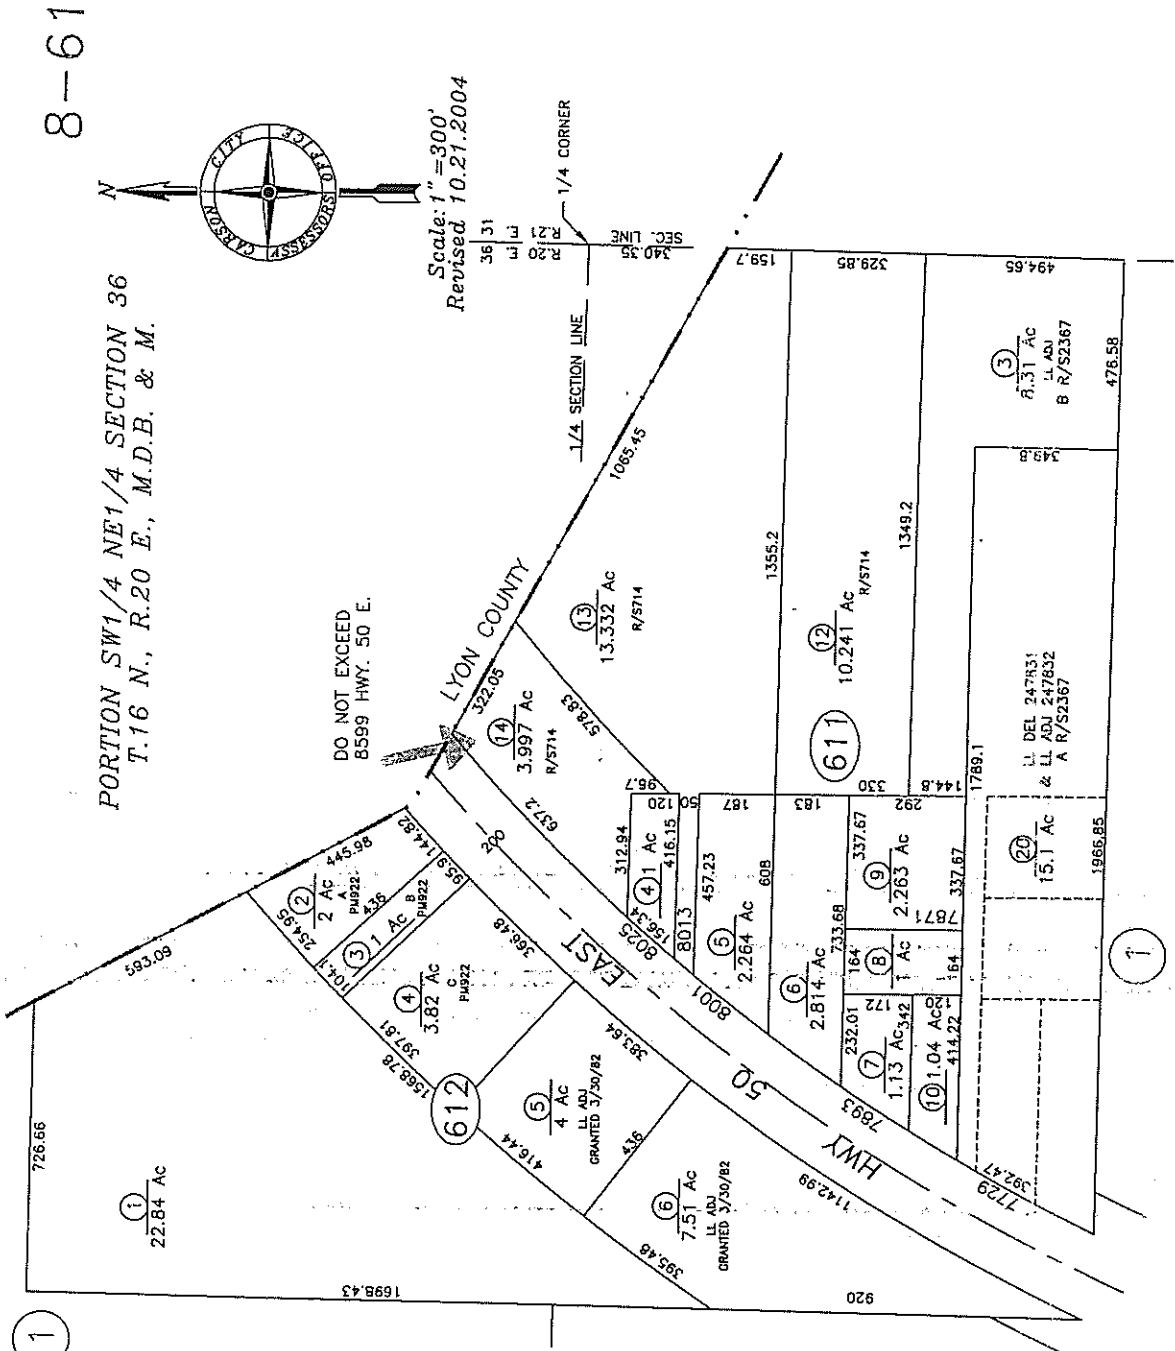 8-61
PORTION SW1/4 NE1/4 SECTION 36
T.16 N., R.20 E., M.D.B. & M.
N
CARSON CITY
ASSESSORS OFFICE
Scale: 1"=300'
Revised 10.21.2004
36 31
R.20 E. R.21 E.
340.35
SEC. LINE
1/4 CORNER
1/4 SECTION LINE
DO NOT EXCEED
8599 HWY. 50 E.
LYON COUNTY
322.05
1065.45
159.7
329.85
494.65
3
8.31 Ac
LL ADJ
B R/S2367
476.58
349.8
13
13.332 Ac
R/S714
1355.2
12
10.241 Ac
R/S714
1349.2
611
14
3.997 Ac
R/S714
578.83
637.2
96.7
200
120
312.94
4
1 Ac
416.15
156.34
8025
50
8013
187
457.23
5
2.264 Ac
8001
608
183
6
2.814 Ac
733.68
330
292
144.8
337.67
9
2.263 Ac
337.67
7871
164
8
1 Ac
164
232.01
172
7
1.13 Ac
342
120
10
1.04 Ac
414.22
7893
1789.1
LL DEL 247831
& LL ADJ 247832
A R/S2367
20
15.1 Ac
1966.85
392.47
7729
1
HWY 50 EAST
445.98
144.82
2
2 Ac
A
PM922
436
254.95
95.9
3
1 Ac
B
PM922
104.11
4
3.82 Ac
C
PM922
366.48
397.81
1568.78
593.09
612
5
4 Ac
LL ADJ
GRANTED 3/30/82
383.64
416.44
436
6
7.51 Ac
LL ADJ
GRANTED 3/30/82
395.48
1142.99
920
726.66
1
22.84 Ac
1698.43
1